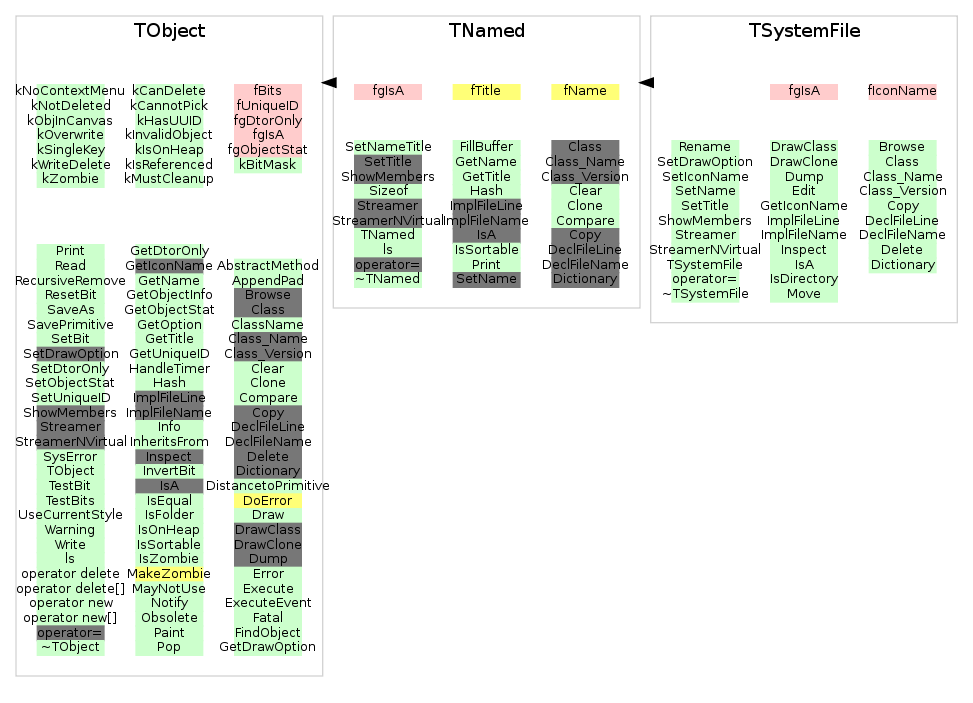 TObject
kNoContextMenu kCanDelete fBits
kNotDeleted kCannotPick fUniqueID
kObjInCanvas kHasUUID fgDtorOnly
kOverwrite kInvalidObject fgIsA
kSingleKey kIsOnHeap fgObjectStat
kWriteDelete kIsReferenced kBitMask
kZombie kMustCleanup
Print GetDtorOnly
Read GetIconName AbstractMethod
RecursiveRemove GetName AppendPad
ResetBit GetObjectInfo Browse
SaveAs GetObjectStat Class
SavePrimitive GetOption ClassName
SetBit GetTitle Class_Name
SetDrawOption GetUniqueID Class_Version
SetDtorOnly HandleTimer Clear
SetObjectStat Hash Clone
SetUniqueID ImplFileLine Compare
ShowMembers ImplFileName Copy
Streamer Info DeclFileLine
StreamerNVirtual InheritsFrom DeclFileName
SysError Inspect Delete
TObject InvertBit Dictionary
TestBit IsA DistancetoPrimitive
TestBits IsEqual DoError
UseCurrentStyle IsFolder Draw
Warning IsOnHeap DrawClass
Write IsSortable DrawClone
ls IsZombie Dump
operator delete MakeZombie Error
operator delete[] MayNotUse Execute
operator new Notify ExecuteEvent
operator new[] Obsolete Fatal
operator= Paint FindObject
~TObject Pop GetDrawOption
TNamed
fgIsA fTitle fName
SetNameTitle FillBuffer Class
SetTitle GetName Class_Name
ShowMembers GetTitle Class_Version
Sizeof Hash Clear
Streamer ImplFileLine Clone
StreamerNVirtual ImplFileName Compare
TNamed IsA Copy
ls IsSortable DeclFileLine
operator= Print DeclFileName
~TNamed SetName Dictionary
TSystemFile
fgIsA fIconName
Rename DrawClass Browse
SetDrawOption DrawClone Class
SetIconName Dump Class_Name
SetName Edit Class_Version
SetTitle GetIconName Copy
ShowMembers ImplFileLine DeclFileLine
Streamer ImplFileName DeclFileName
StreamerNVirtual Inspect Delete
TSystemFile IsA Dictionary
operator= IsDirectory
~TSystemFile Move